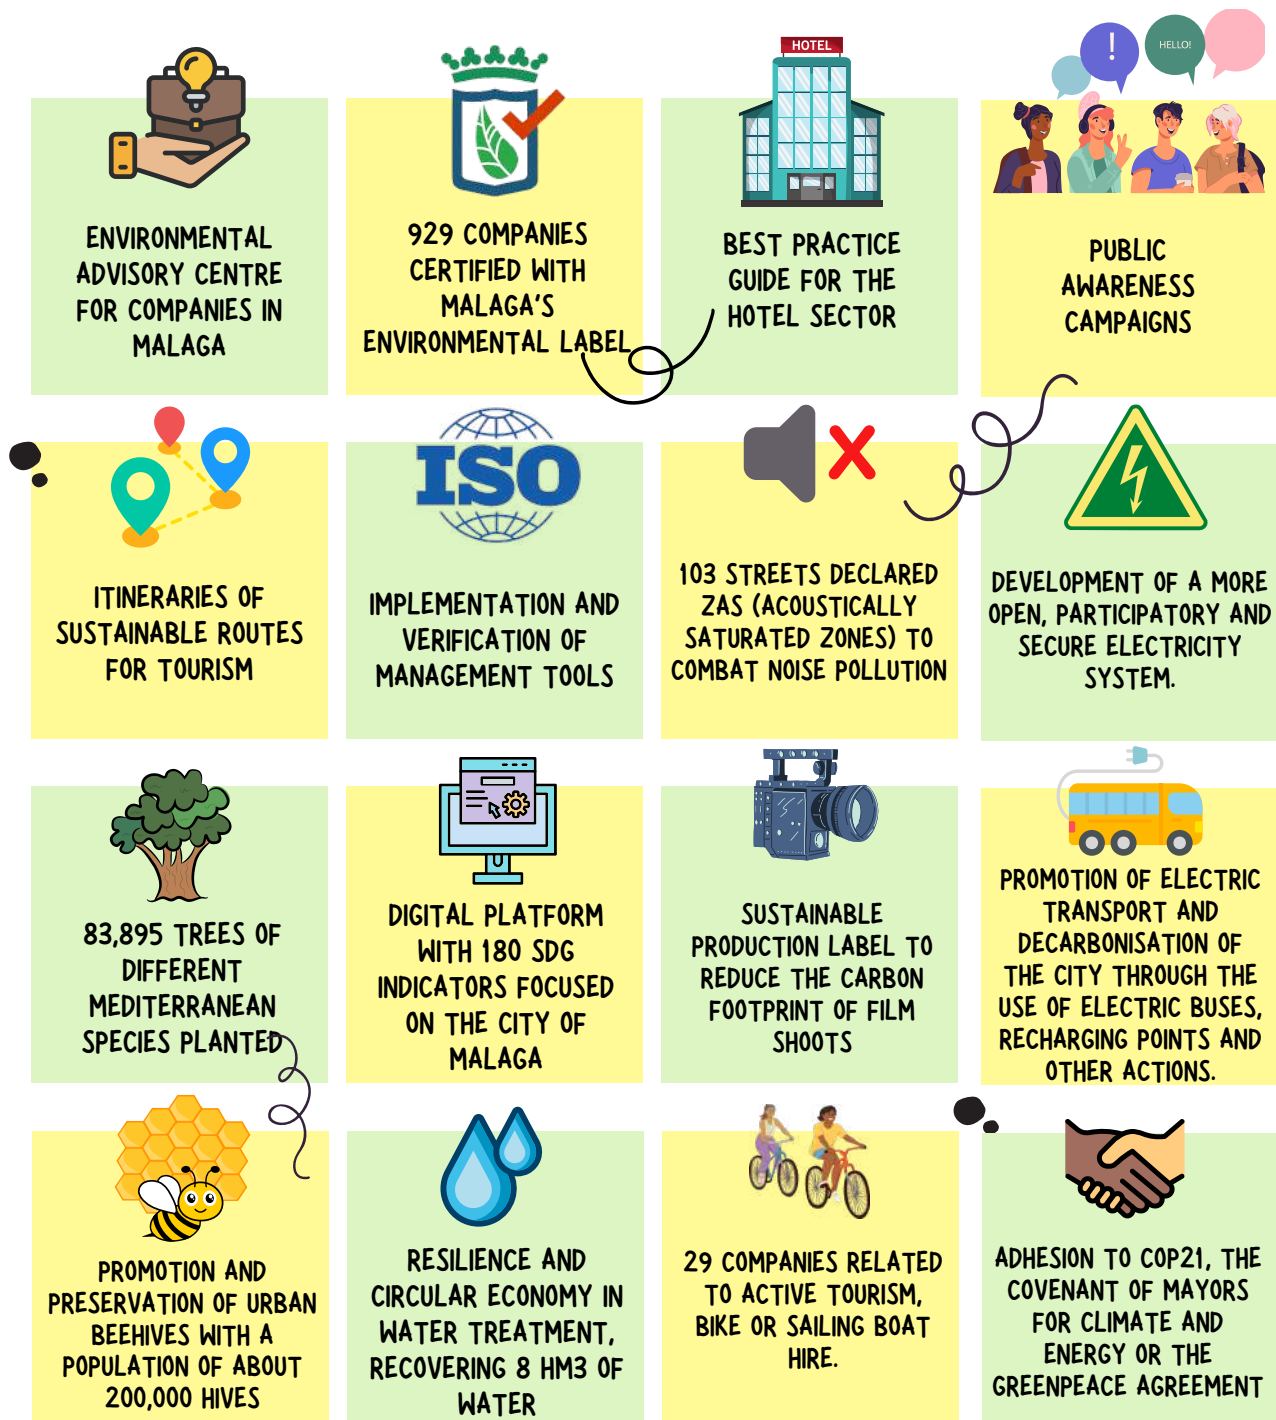 HOTEL
!
HELLO!
ENVIRONMENTAL
ADVISORY CENTRE
FOR COMPANIES IN
MALAGA
929 COMPANIES
CERTIFIED WITH
MALAGA'S
ENVIRONMENTAL LABEL
BEST PRACTICE
GUIDE FOR THE
HOTEL SECTOR
PUBLIC
AWARENESS
CAMPAIGNS
ITINERARIES OF
SUSTAINABLE ROUTES
FOR TOURISM
ISO
IMPLEMENTATION AND
VERIFICATION OF
MANAGEMENT TOOLS
103 STREETS DECLARED
ZAS (ACOUSTICALLY
SATURATED ZONES) TO
COMBAT NOISE POLLUTION
DEVELOPMENT OF A MORE
OPEN, PARTICIPATORY AND
SECURE ELECTRICITY
SYSTEM.
83,895 TREES OF
DIFFERENT
MEDITERRANEAN
SPECIES PLANTED
DIGITAL PLATFORM
WITH 180 SDG
INDICATORS FOCUSED
ON THE CITY OF
MALAGA
SUSTAINABLE
PRODUCTION LABEL TO
REDUCE THE CARBON
FOOTPRINT OF FILM
SHOOTS
PROMOTION OF ELECTRIC
TRANSPORT AND
DECARBONISATION OF
THE CITY THROUGH THE
USE OF ELECTRIC BUSES,
RECHARGING POINTS AND
OTHER ACTIONS.
PROMOTION AND
PRESERVATION OF URBAN
BEEHIVES WITH A
POPULATION OF ABOUT
200,000 HIVES
RESILIENCE AND
CIRCULAR ECONOMY IN
WATER TREATMENT,
RECOVERING 8 HM3 OF
WATER
29 COMPANIES RELATED
TO ACTIVE TOURISM,
BIKE OR SAILING BOAT
HIRE.
ADHESION TO COP21, THE
COVENANT OF MAYORS
FOR CLIMATE AND
ENERGY OR THE
GREENPEACE AGREEMENT